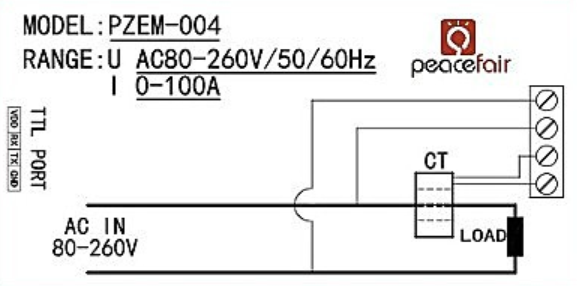 MODEL:PZEM-004
RANGE:U AC80-260V/50/60Hz
I 0-100A
peacefair
TTL PORT
VDD RX TX GND
CT
AC IN
80-260V
LOAD